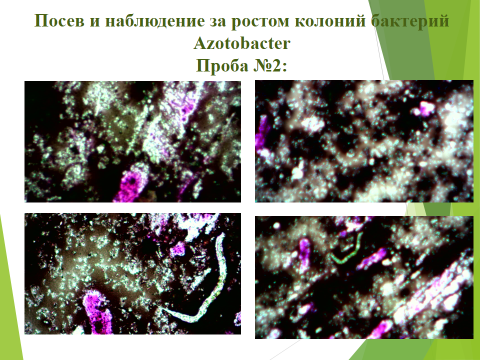 Посев и наблюдение за ростом колоний бактерий
Azotobacter
Проба №2: